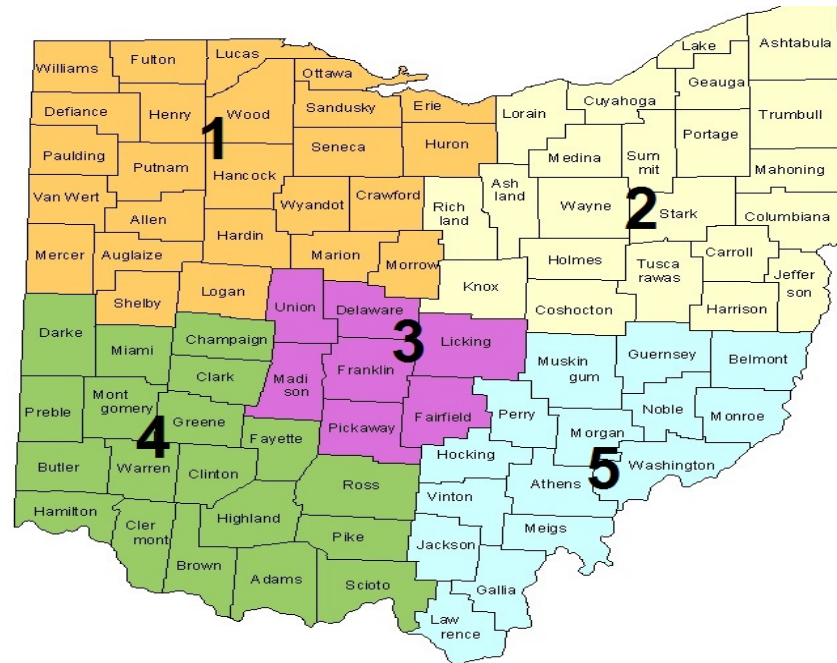 Lake
Ashtabula
Williams
Fulton
Lucas
Ottawa
Geauga
Defiance
Henry
Wood
Sandusky
Erie
Lorain
Cuyahoga
Trumbull
1
Paulding
Putnam
Seneca
Huron
Medina
Sum
mit
Portage
Mahoning
Hancock
Van Wert
Allen
Wyandot
Crawford
Rich
land
Ash
land
Wayne
2
Stark
Columbiana
Mercer
Auglaize
Hardin
Marion
Morrow
Holmes
Tusca
rawas
Carroll
Jeffer
son
Shelby
Logan
Knox
Coshocton
Harrison
Union
Delaware
Darke
Miami
Champaign
3
Licking
Muskin
gum
Guernsey
Belmont
Clark
Madi
son
Franklin
Preble
Mont
gomery
Greene
Fairfield
Perry
Noble
Monroe
4
Fayette
Pickaway
Morgan
Butler
Warren
Clinton
Hocking
5
Washington
Ross
Athens
Vinton
Hamilton
Cler
mont
Highland
Pike
Meigs
Jackson
Brown
Adams
Scioto
Gallia
Law
rence